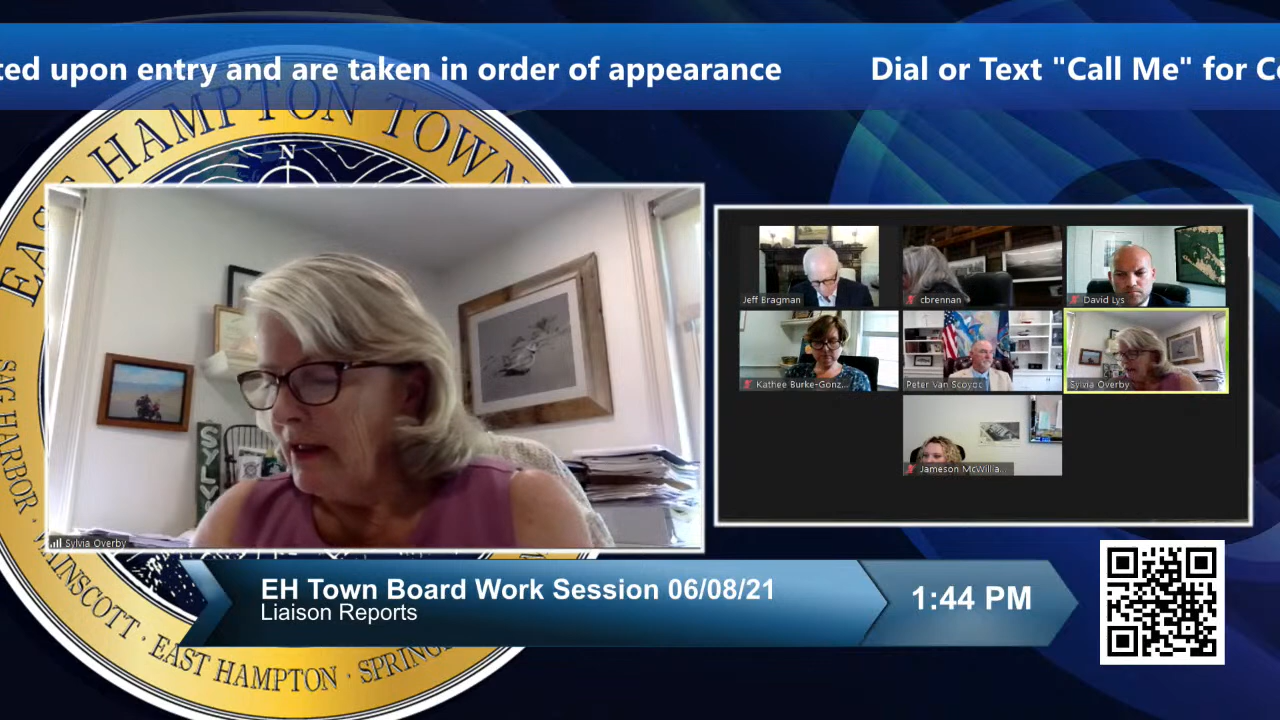 ted upon entry and are taken in order of appearance Dial or Text "Call Me" for Co
EAST HAMPTON TOWN
N
SAG HARBOR · WAINSCOTT · EAST HAMPTON · SPRING
Sylvia Overby
Jeff Bragman
cbrennan
David Lys
Kathee Burke-Gonz...
Peter Van Scoyoc
Sylvia Overby
Jameson McWillia...
EH Town Board Work Session 06/08/21
Liaison Reports
1:44 PM